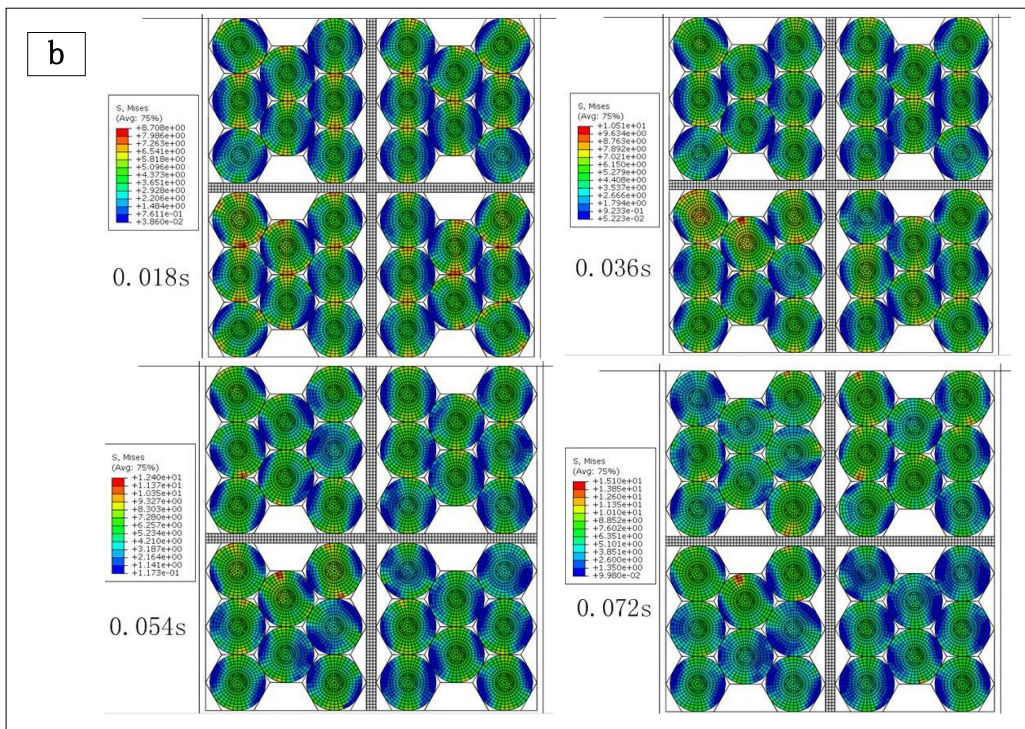 b
S, Mises
(Avg: 75%)
+8.708e+00
+7.986e+00
+7.263e+00
+6.541e+00
+5.818e+00
+5.096e+00
+4.373e+00
+3.651e+00
+2.928e+00
+2.206e+00
+1.484e+00
+7.611e-01
+3.860e-02
0.018s
S, Mises
(Avg: 75%)
+1.051e+01
+9.634e+00
+8.763e+00
+7.892e+00
+7.021e+00
+6.150e+00
+5.279e+00
+4.408e+00
+3.537e+00
+2.666e+00
+1.794e+00
+9.233e-01
+5.223e-02
0.036s
S, Mises
(Avg: 75%)
+1.240e+01
+1.137e+01
+1.035e+01
+9.327e+00
+8.303e+00
+7.280e+00
+6.257e+00
+5.234e+00
+4.210e+00
+3.187e+00
+2.164e+00
+1.141e+00
+1.173e-01
0.054s
S, Mises
(Avg: 75%)
+1.510e+01
+1.385e+01
+1.260e+01
+1.135e+01
+1.010e+01
+8.852e+00
+7.602e+00
+6.351e+00
+5.101e+00
+3.851e+00
+2.600e+00
+1.350e+00
+9.980e-02
0.072s